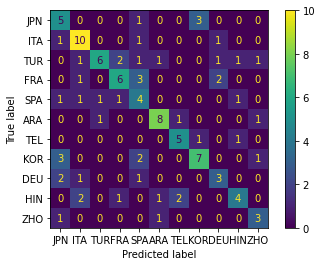 JPN 5 0 0 0 1 0 0 3 0 0 0
ITA 1 10 0 0 1 0 0 0 1 0 0
TUR 0 1 6 2 1 1 0 0 1 1 1
FRA 0 1 0 6 3 0 0 0 2 0 0
SPA 1 1 1 1 4 0 0 0 0 1 0
ARA 0 0 1 0 0 8 1 0 0 0 1
TEL 0 0 0 0 0 0 5 1 0 1 0
KOR 3 0 0 0 2 0 0 7 0 0 1
DEU 2 1 0 0 1 0 0 0 3 0 0
HIN 0 2 0 1 0 1 2 0 0 4 0
ZHO 1 0 0 0 0 1 0 0 0 0 3
JPN ITA TUR FRA SPA ARA TEL KOR DEU HIN ZHO
Predicted label
True label
10
8
6
4
2
0